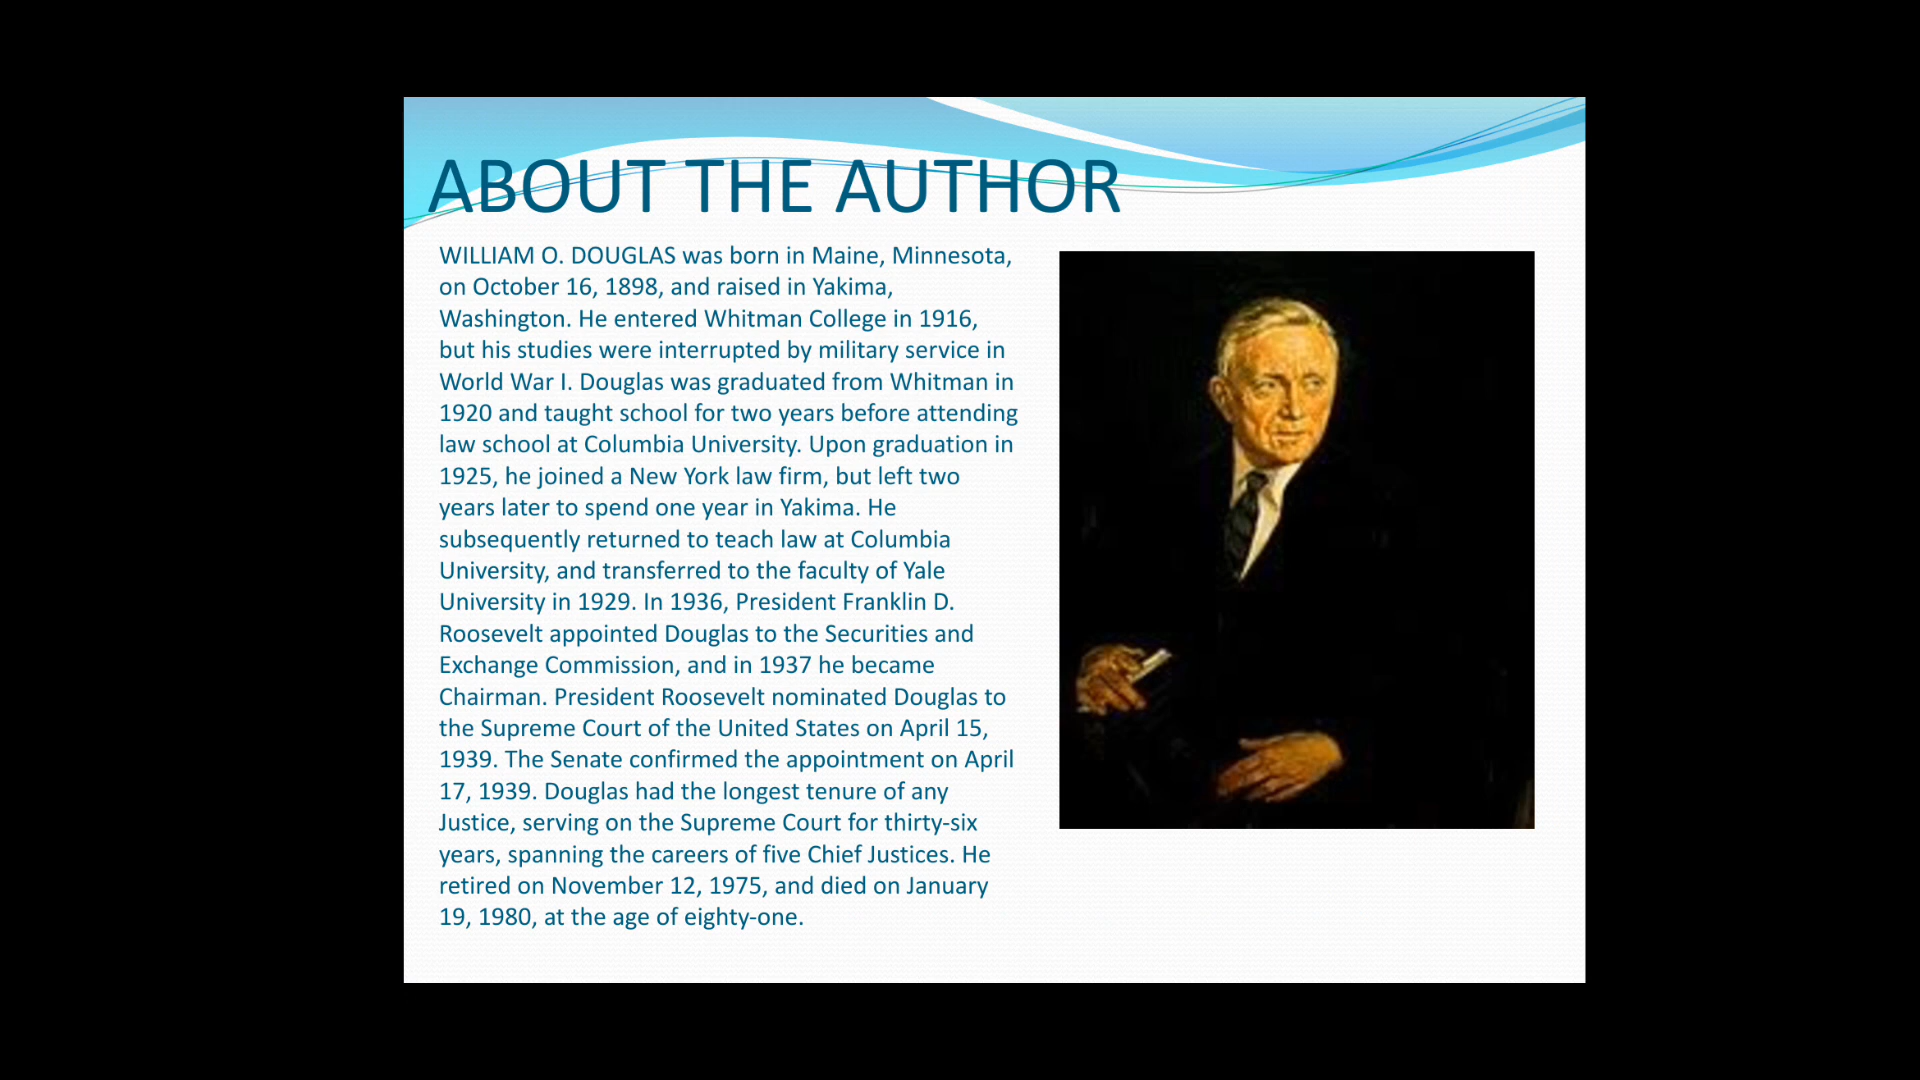 ABOUT THE AUTHOR
WILLIAM O. DOUGLAS was born in Maine, Minnesota,
on October 16, 1898, and raised in Yakima,
Washington. He entered Whitman College in 1916,
but his studies were interrupted by military service in
World War I. Douglas was graduated from Whitman in
1920 and taught school for two years before attending
law school at Columbia University. Upon graduation in
1925, he joined a New York law firm, but left two
years later to spend one year in Yakima. He
subsequently returned to teach law at Columbia
University, and transferred to the faculty of Yale
University in 1929. In 1936, President Franklin D.
Roosevelt appointed Douglas to the Securities and
Exchange Commission, and in 1937 he became
Chairman. President Roosevelt nominated Douglas to
the Supreme Court of the United States on April 15,
1939. The Senate confirmed the appointment on April
17, 1939. Douglas had the longest tenure of any
Justice, serving on the Supreme Court for thirty-six
years, spanning the careers of five Chief Justices. He
retired on November 12, 1975, and died on January
19, 1980, at the age of eighty-one.